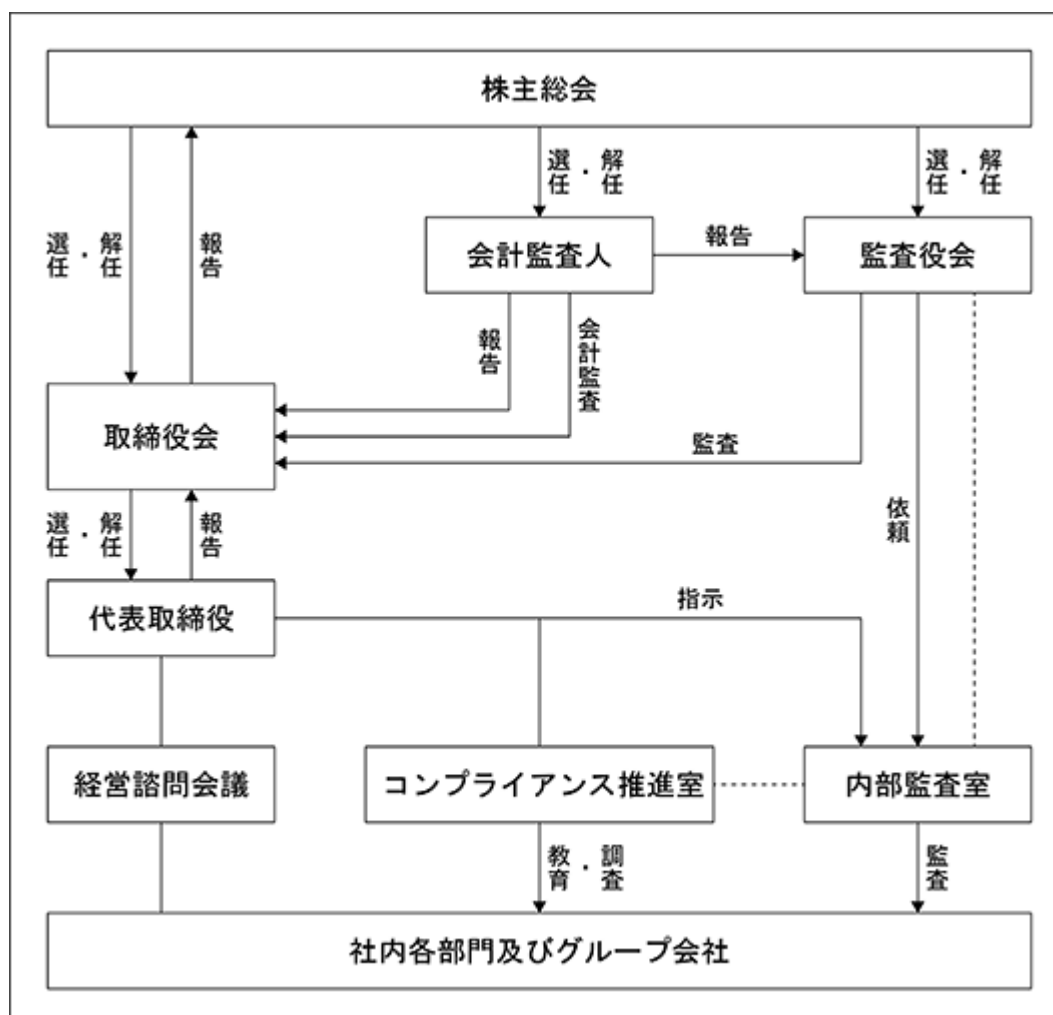 株主総会
選任・解任
報告
選任・解任
選任・解任
会計監査人
報告
監査役会
報告
会計監査
取締役会
監査
選任・解任
報告
依頼
代表取締役
指示
経営諮問会議
コンプライアンス推進室
内部監査室
教育・調査
監査
社内各部門及びグループ会社